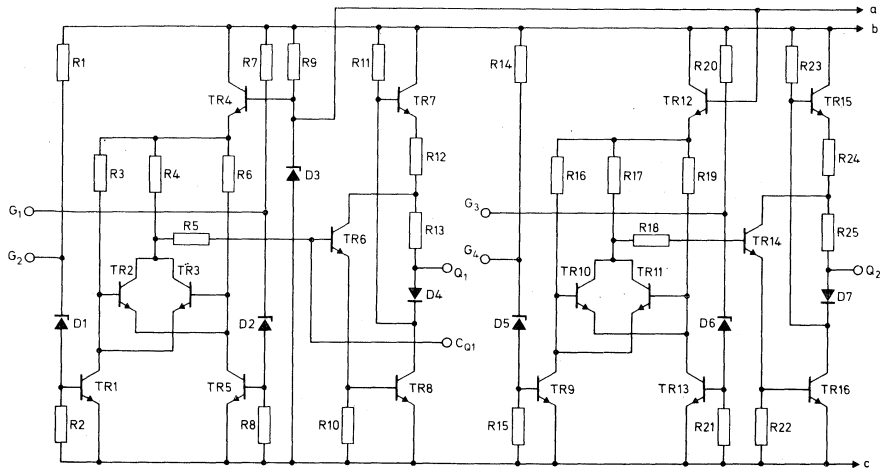 a
b
R1
R7
R9
R11
R14
R20
R23
TR4
TR7
TR12
TR15
R3
R4
R6
D3
R12
R16
R17
R19
R24
G1
R5
TR6
R13
G3
R18
TR14
R25
G2
TR2
TR3
Q1
G4
TR10
TR11
Q2
D1
D2
D4
CQ1
D5
D6
D7
TR1
TR5
TR8
TR9
TR13
TR16
R2
R8
R10
R15
R21
R22
c